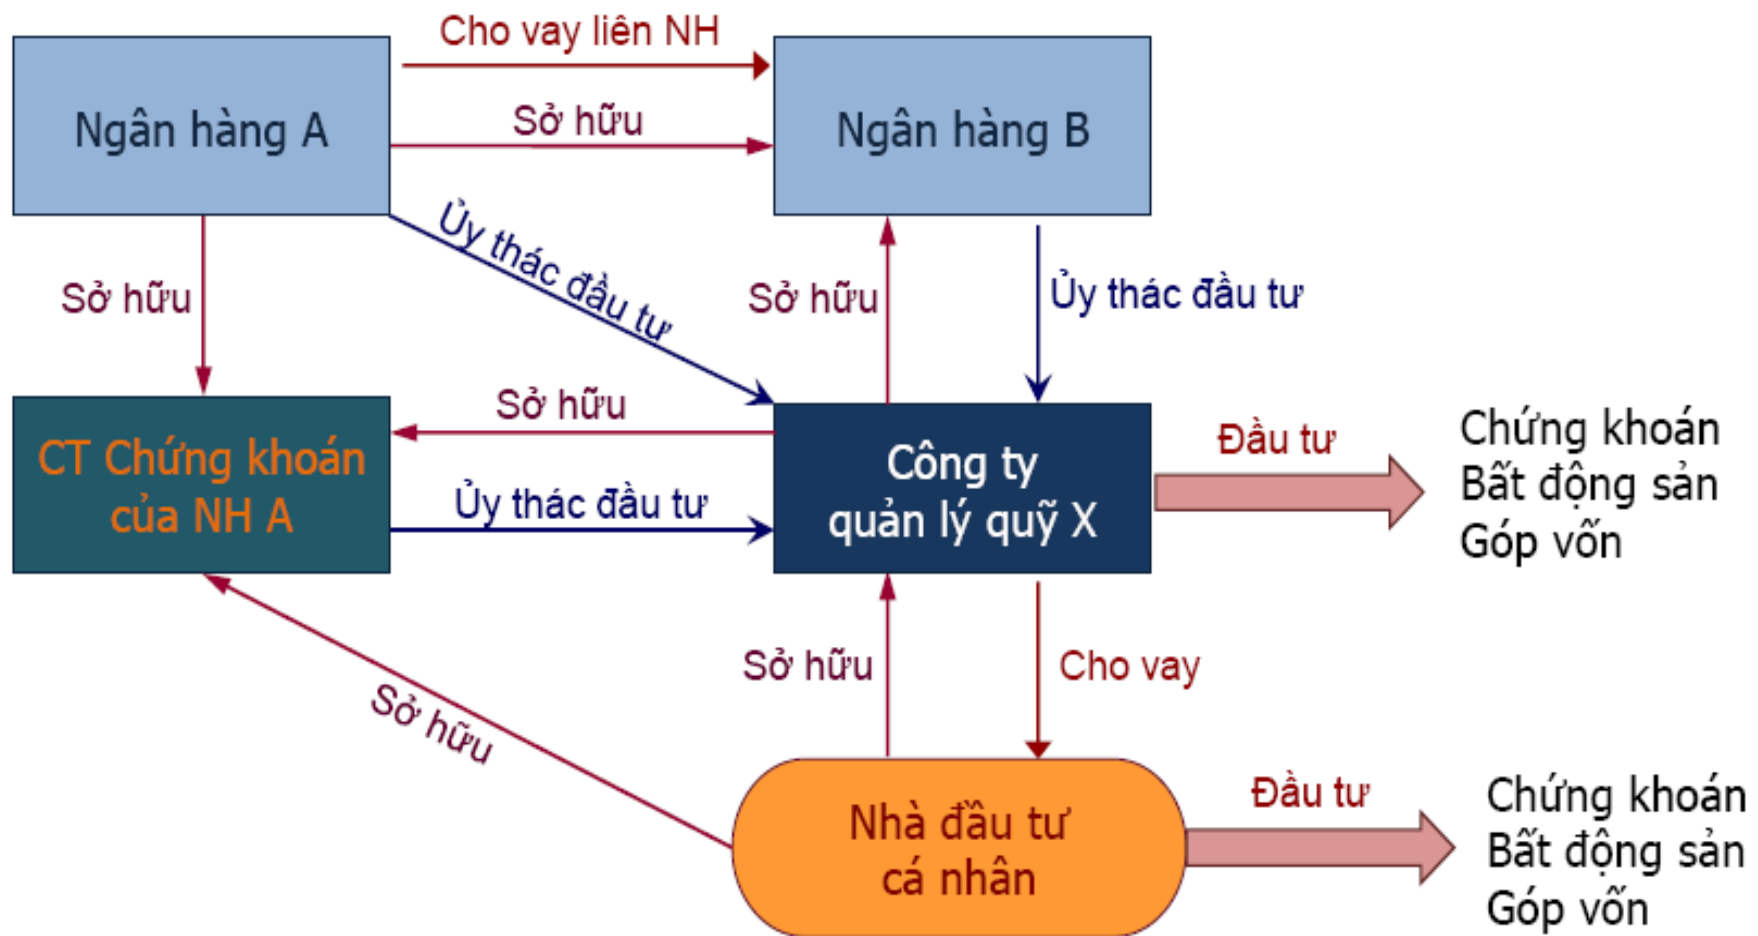 Cho vay liên NH
Ngân hàng A
Sở hữu
Ngân hàng B
Ủy thác đầu tư
Sở hữu
Sở hữu
Ủy thác đầu tư
Sở hữu
CT Chứng khoán
của NH A
Ủy thác đầu tư
Công ty
quản lý quỹ X
Đầu tư
Chứng khoán
Bất động sản
Góp vốn
Sở hữu
Sở hữu
Cho vay
Nhà đầu tư
cá nhân
Đầu tư
Chứng khoán
Bất động sản
Góp vốn